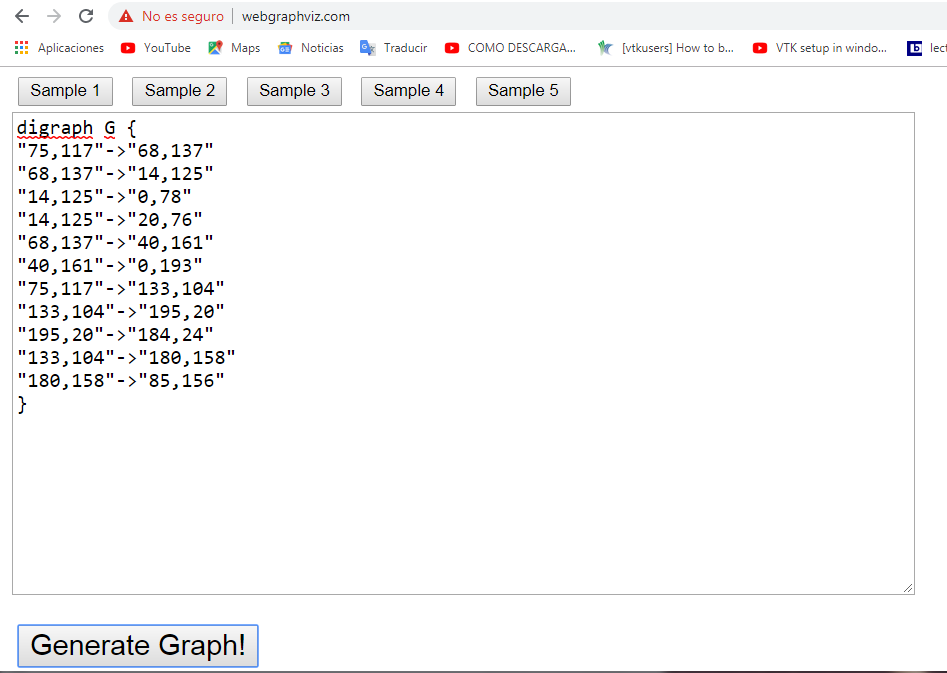 No es seguro webgraphviz.com
Aplicaciones YouTube Maps Noticias Traducir COMO DESCARGA... [vtkusers] How to b... VTK setup in windo... lect
Sample 1 Sample 2 Sample 3 Sample 4 Sample 5
digraph G {
"75,117"->"68,137"
"68,137"->"14,125"
"14,125"->"0,78"
"14,125"->"20,76"
"68,137"->"40,161"
"40,161"->"0,193"
"75,117"->"133,104"
"133,104"->"195,20"
"195,20"->"184,24"
"133,104"->"180,158"
"180,158"->"85,156"
}
Generate Graph!